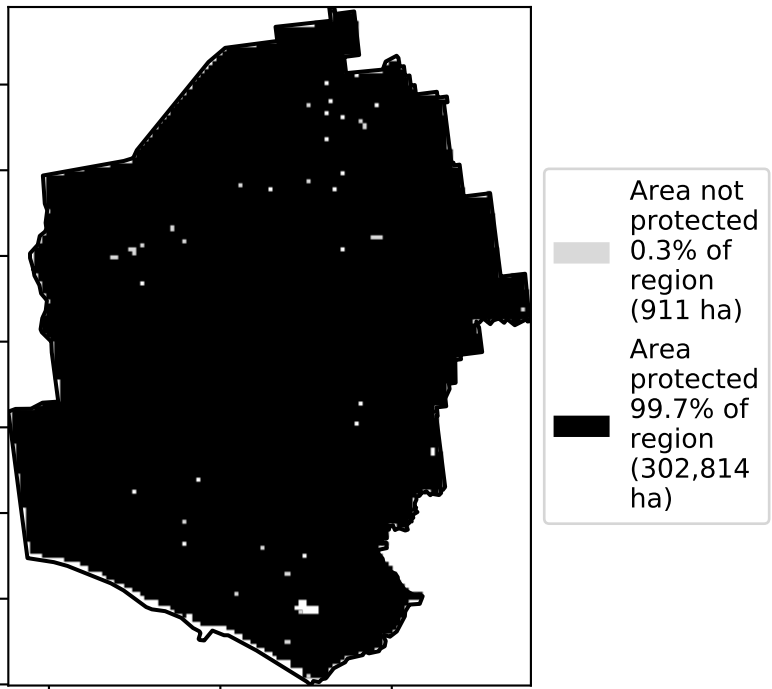 Area not
protected
0.3% of
region
(911 ha)
Area
protected
99.7% of
region
(302,814
ha)